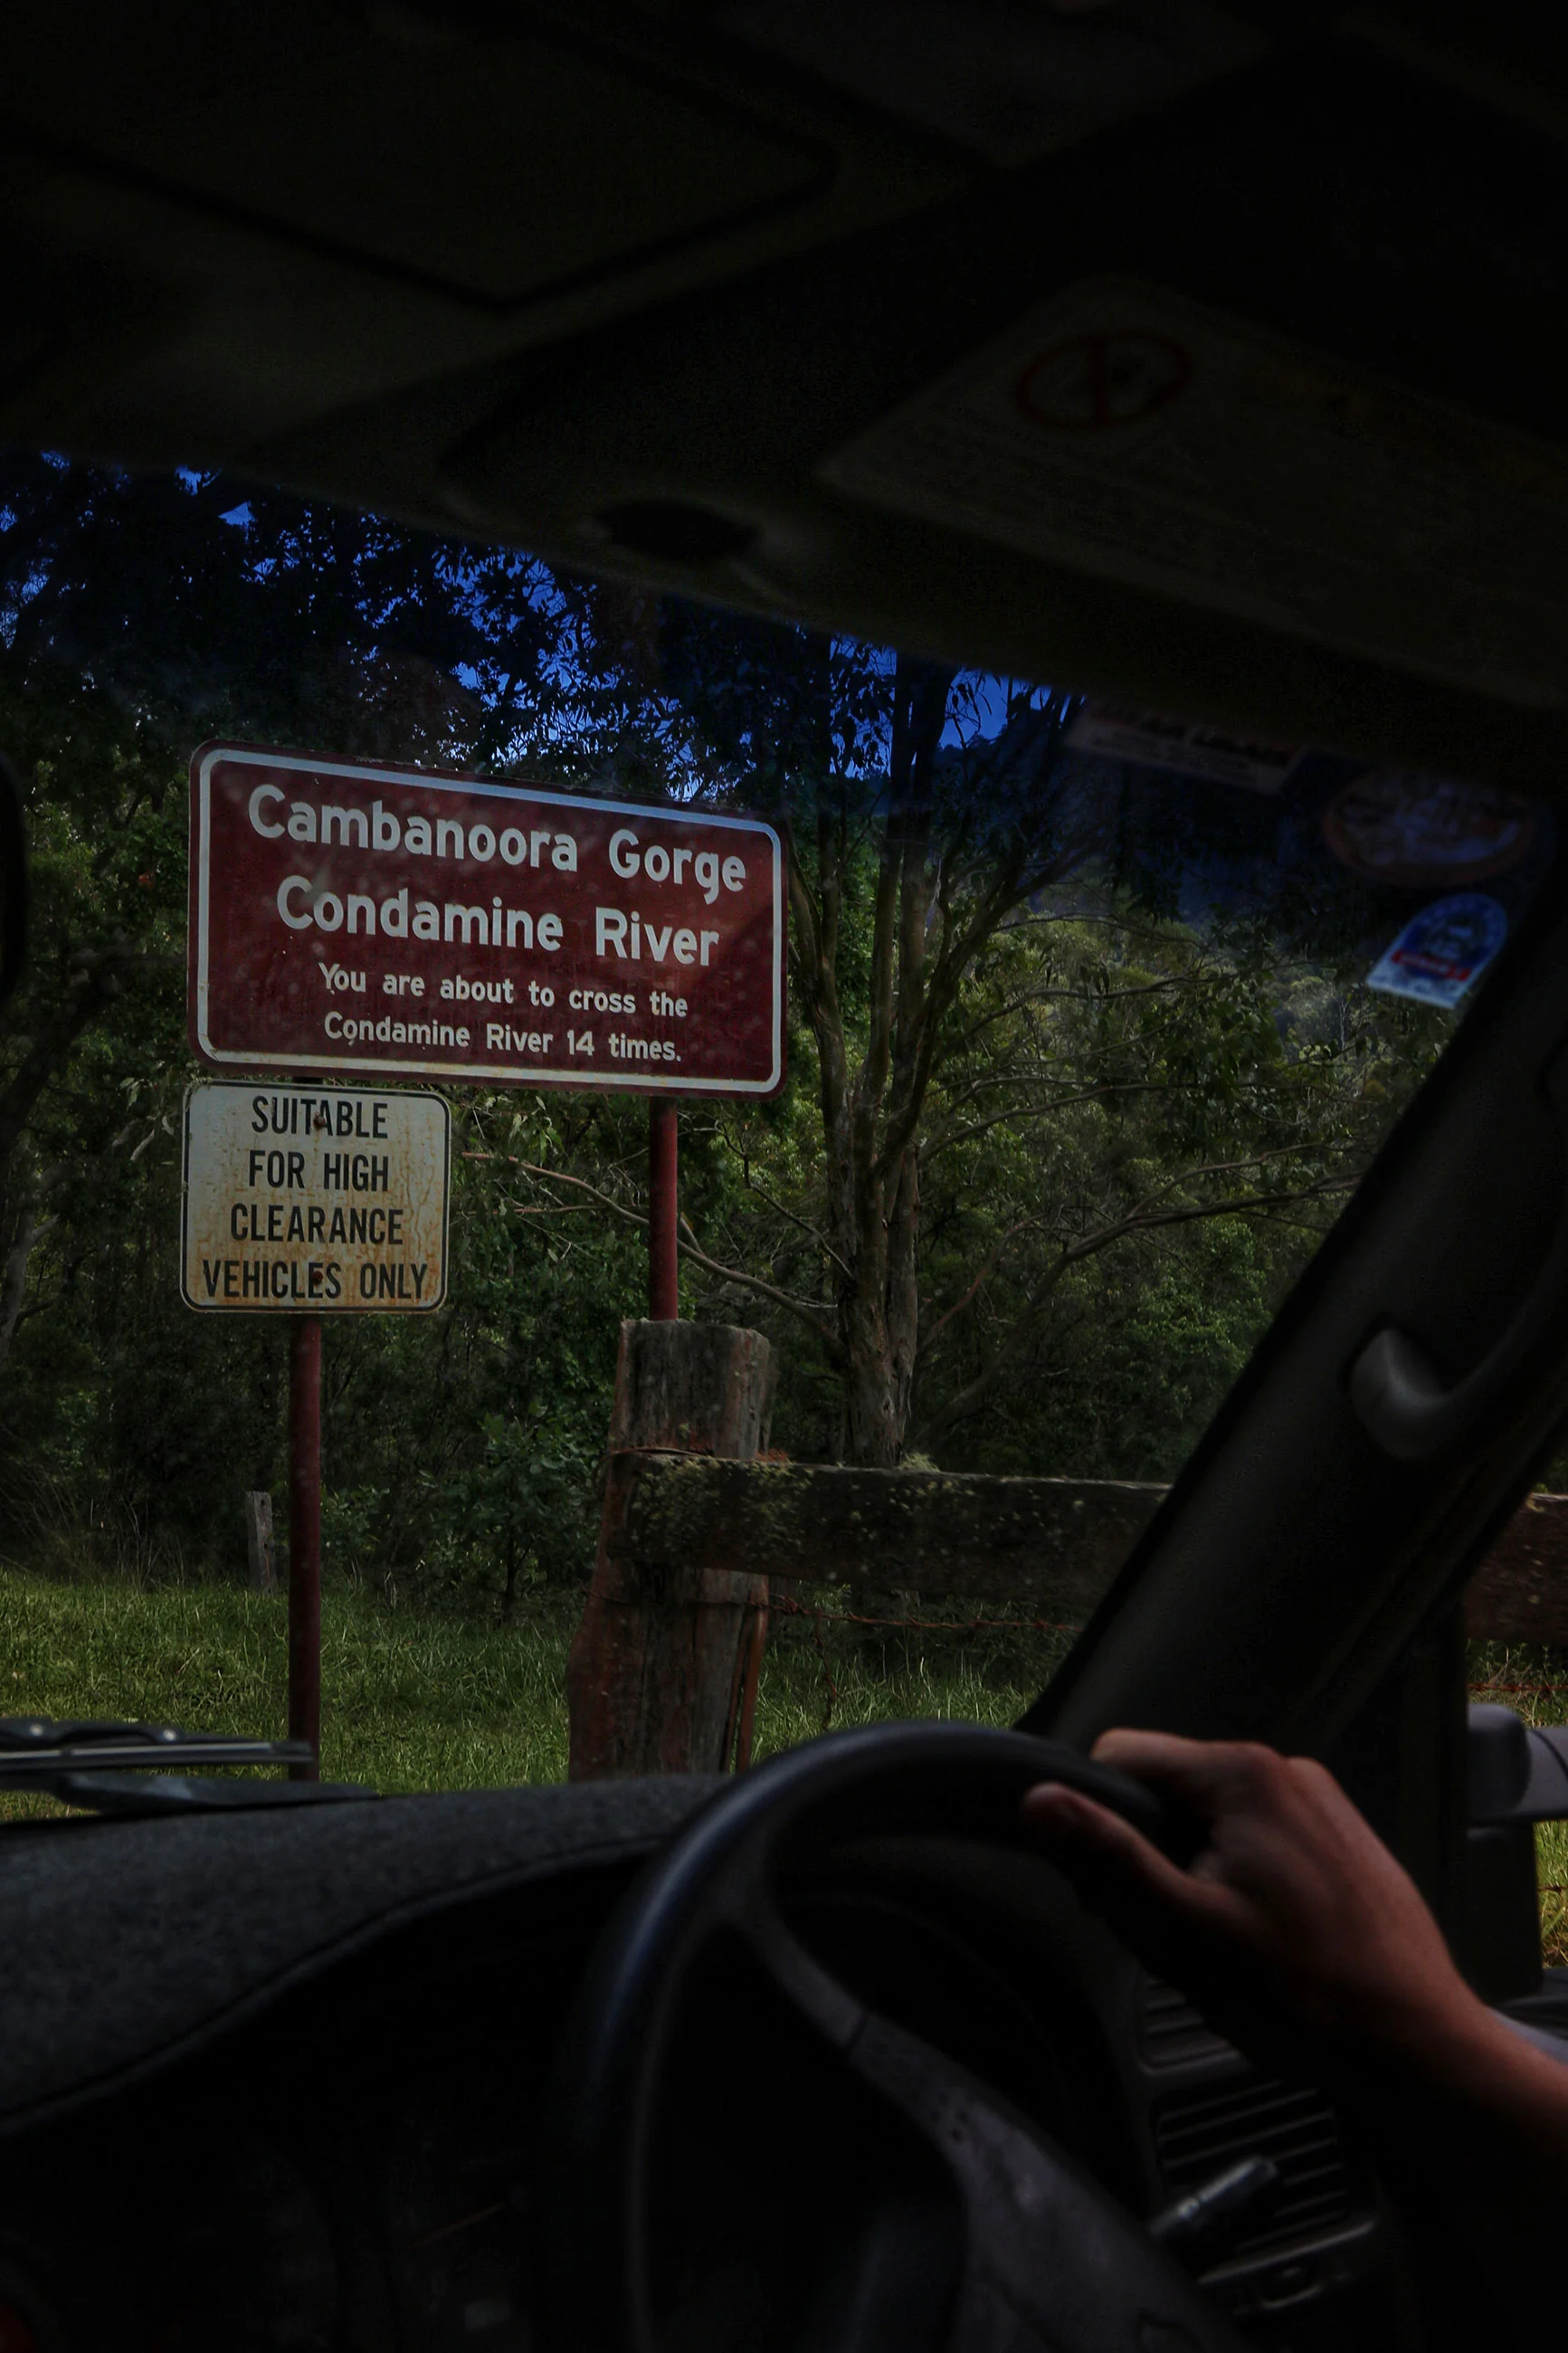 Cambanoora Gorge
Condamine River
You are about to cross the
Condamine River 14 times.
SUITABLE
FOR HIGH
CLEARANCE
VEHICLES ONLY